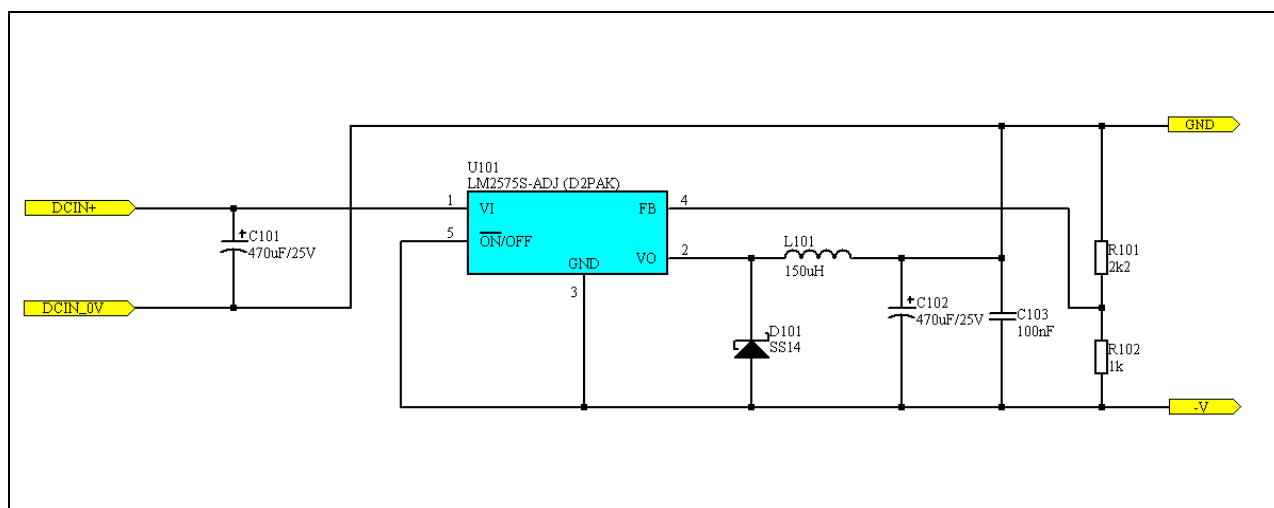 GND
U101
LM2575S-ADJ (D2PAK)
DCIN+
1
VI
FB
4
C101
470uF/25V
5
ON/OFF
GND
VO
2
L101
150uH
R101
2k2
3
DCIN_0V
C102
470uF/25V
C103
100nF
D101
SS14
R102
1k
-V